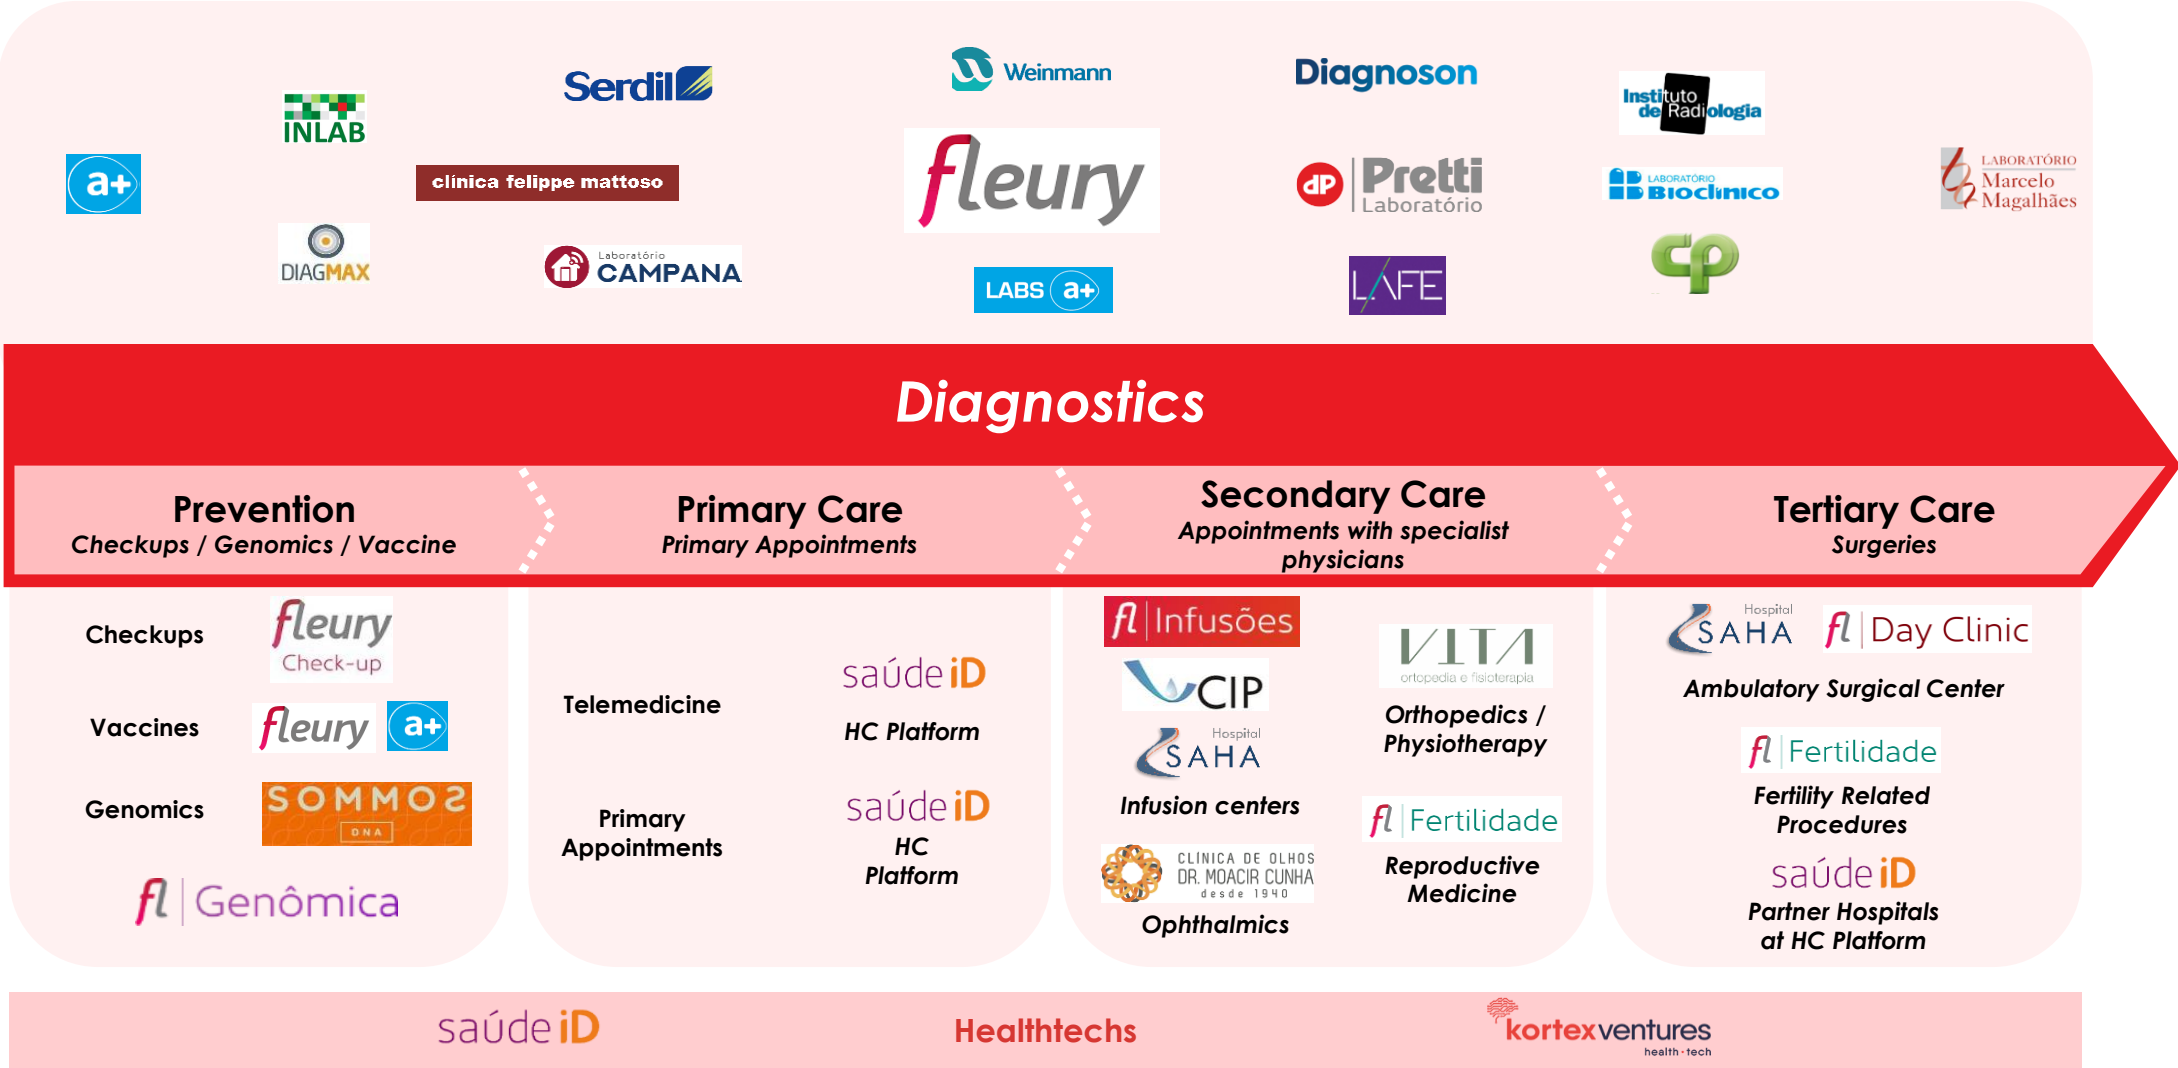 Weinmann
Diagnoson
Serdil
Instituto
de Radiologia
INLAB
fleury
a+
clínica felippe mattoso
dP Pretti
Laboratório
LABORATÓRIO
Bioclínico
LABORATÓRIO
Marcelo
Magalhães
DIAGMAX
Laboratório
CAMPANA
LABS a+
LAFE
CP
Diagnostics
Prevention
Checkups / Genomics / Vaccine
Primary Care
Primary Appointments
Secondary Care
Appointments with specialist
physicians
Tertiary Care
Surgeries
Checkups
fleury
Check-up
Vaccines
fleury a+
Genomics
SOMMOS
DNA
fl Genômica
Telemedicine
saúde iD
HC Platform
Primary
Appointments
saúde iD
HC
Platform
fl Infusões
CIP
Hospital
SAHA
Infusion centers
CLINICA DE OLHOS
DR. MOACIR CUNHA
desde 1940
Ophthalmics
VITA
ortopedia e fisioterapia
Orthopedics /
Physiotherapy
fl Fertilidade
Reproductive
Medicine
Hospital
SAHA
fl Day Clinic
Ambulatory Surgical Center
fl Fertilidade
Fertility Related
Procedures
saúde iD
Partner Hospitals
at HC Platform
saúde iD
Healthtechs
kortex ventures
health · tech